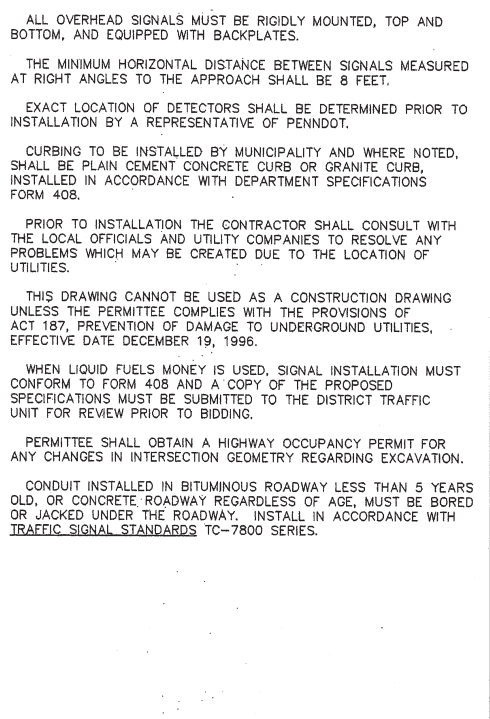 ALL OVERHEAD SIGNALS MUST BE RIGIDLY MOUNTED, TOP AND
BOTTOM, AND EQUIPPED WITH BACKPLATES.
THE MINIMUM HORIZONTAL DISTANCE BETWEEN SIGNALS MEASURED
AT RIGHT ANGLES TO THE APPROACH SHALL BE 8 FEET.
EXACT LOCATION OF DETECTORS SHALL BE DETERMINED PRIOR TO
INSTALLATION BY A REPRESENTATIVE OF PENNDOT.
CURBING TO BE INSTALLED BY MUNICIPALITY AND WHERE NOTED,
SHALL BE PLAIN CEMENT CONCRETE CURB OR GRANITE CURB,
INSTALLED IN ACCORDANCE WITH DEPARTMENT SPECIFICATIONS
FORM 408.
PRIOR TO INSTALLATION THE CONTRACTOR SHALL CONSULT WITH
THE LOCAL OFFICIALS AND UTILITY COMPANIES TO RESOLVE ANY
PROBLEMS WHICH MAY BE CREATED DUE TO THE LOCATION OF
UTILITIES.
THIS DRAWING CANNOT BE USED AS A CONSTRUCTION DRAWING
UNLESS THE PERMITTEE COMPLIES WITH THE PROVISIONS OF
ACT 187, PREVENTION OF DAMAGE TO UNDERGROUND UTILITIES,
EFFECTIVE DATE DECEMBER 19, 1996.
WHEN LIQUID FUELS MONEY IS USED, SIGNAL INSTALLATION MUST
CONFORM TO FORM 408 AND A COPY OF THE PROPOSED
SPECIFICATIONS MUST BE SUBMITTED TO THE DISTRICT TRAFFIC
UNIT FOR REVIEW PRIOR TO BIDDING.
PERMITTEE SHALL OBTAIN A HIGHWAY OCCUPANCY PERMIT FOR
ANY CHANGES IN INTERSECTION GEOMETRY REGARDING EXCAVATION.
CONDUIT INSTALLED IN BITUMINOUS ROADWAY LESS THAN 5 YEARS
OLD, OR CONCRETE ROADWAY REGARDLESS OF AGE, MUST BE BORED
OR JACKED UNDER THE ROADWAY. INSTALL IN ACCORDANCE WITH
TRAFFIC SIGNAL STANDARDS TC-7800 SERIES.